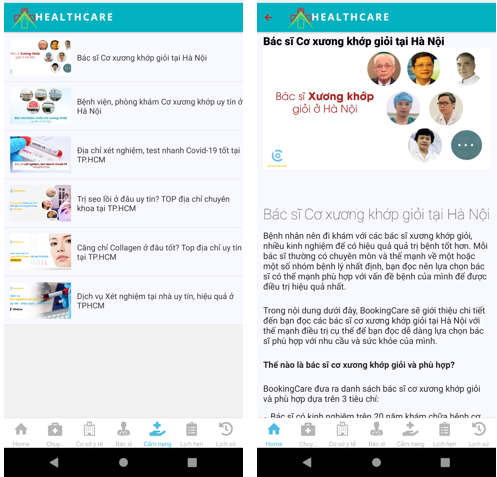 HEALTHCARE
Bác sĩ Cơ xương khớp giỏi tại Hà Nội
Bệnh viện, phòng khám Cơ xương khớp uy tín ở
Hà Nội
Địa chỉ xét nghiệm, test nhanh Covid-19 tốt tại
TP.HCM
Trị sẹo lồi ở đâu uy tín? TOP địa chỉ chuyên
khoa tại TP.HCM
Căng chỉ Collagen ở đâu tốt? Top địa chỉ uy tín
tại TP.HCM
Dịch vụ Xét nghiệm tại nhà uy tín, hiệu quả ở
TPHCM
Home
Chuy...
Cơ sở y tế
Bác sĩ
Cẩm nang
Lịch hẹn
Lịch sử
HEALTHCARE
Bác sĩ Cơ xương khớp giỏi tại Hà Nội
Bác sĩ Xương khớp
giỏi ở Hà Nội
Bác sĩ Cơ xương khớp giỏi tại Hà Nội
Bệnh nhân nên đi khám với các bác sĩ xương khớp giỏi,
nhiều kinh nghiệm để có hiệu quả quả trị bệnh tốt hơn. Mỗi
bác sĩ thường có chuyên môn và thế mạnh về một hoặc
một số nhóm bệnh lý nhất định, bạn đọc nên lựa chọn bác
sĩ có thế mạnh phù hợp với vấn đề bệnh của mình để được
điều trị hiệu quả nhất.
Trong nội dung dưới đây, BookingCare sẽ giới thiệu chi tiết
đến bạn đọc các bác sĩ cơ xương khớp giỏi tại Hà Nội với
thế mạnh điều trị cụ thể để bạn đọc dễ dàng lựa chọn bác
sĩ phù hợp với nhu cầu và sức khỏe của mình.
Thế nào là bác sĩ cơ xương khớp giỏi và phù hợp?
BookingCare đưa ra danh sách bác sĩ cơ xương khớp giỏi
và phù hợp dựa trên 3 tiêu chí:
Bác sĩ có kinh nghiệm trên 20 năm khám chữa bệnh cơ
Home
Chuy...
Cơ sở y tế
Bác sĩ
Cẩm nang
Lịch hẹn
Lịch sử